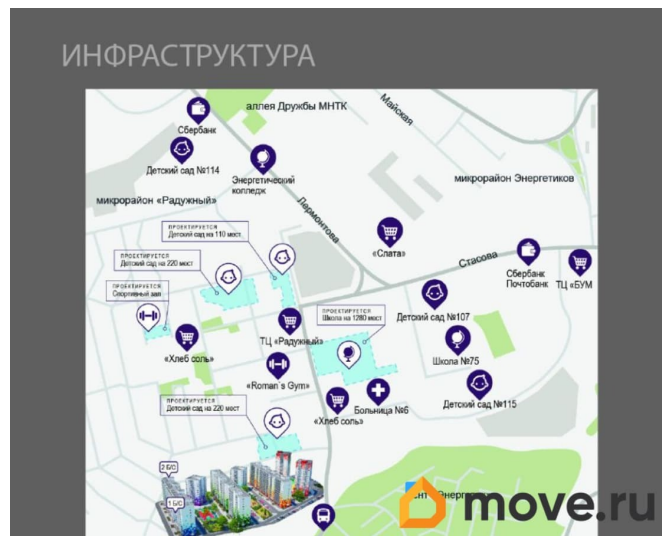 ИНФРАСТРУКТУРА
аллея Дружбы МНТК
Майская
Сбербанк
Детский сад №114
Энергетический
колледж
микрорайон Энергетиков
микрорайон «Радужный»
Лермонтова
ПРОЕКТИРУЕТСЯ
Детский сад на 110 мест
«Слата»
ПРОЕКТИРУЕТСЯ
Детский сад на 220 мест
Стасова
Сбербанк
Почтобанк
ТЦ «БУМ
ПРОЕКТИРУЕТСЯ
Спортивный зал
ПРОЕКТИРУЕТСЯ
Школа на 1280 мест
Детский сад №107
ТЦ «Радужный»
«Хлеб соль»
Школа №75
«Roman`s Gym»
ПРОЕКТИРУЕТСЯ
Детский сад на 220 мест
«Хлеб соль»
Больница №6
Детский сад №115
2 Б/С
1 Б/С
move.ru